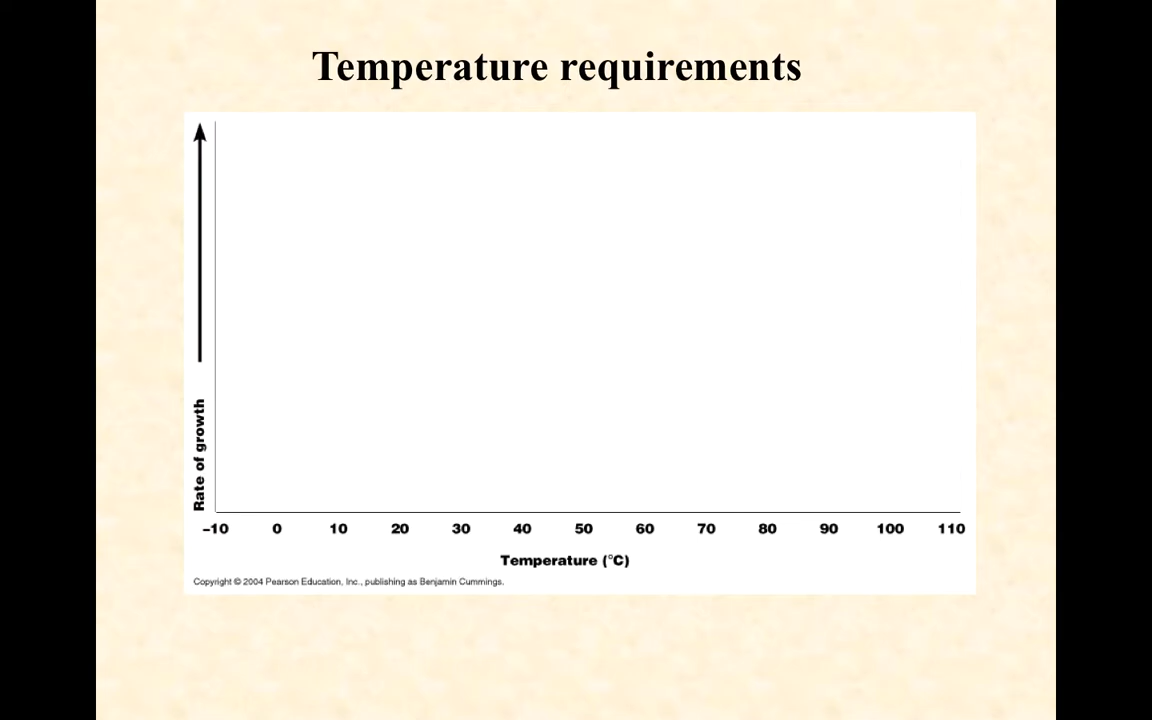 Temperature requirements
Rate of growth
–10 0 10 20 30 40 50 60 70 80 90 100 110
Temperature (°C)
Copyright © 2004 Pearson Education, Inc., publishing as Benjamin Cummings.